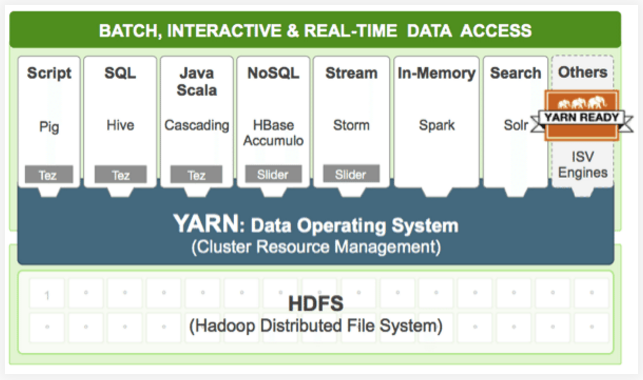 BATCH, INTERACTIVE & REAL-TIME DATA ACCESS
Script
Pig
Tez
SQL
Hive
Tez
Java
Scala
Cascading
Tez
NoSQL
HBase
Accumulo
Slider
Stream
Storm
Slider
In-Memory
Spark
Search
Solr
Others
YARN READY
ISV
Engines
YARN: Data Operating System
(Cluster Resource Management)
1
HDFS
(Hadoop Distributed File System)